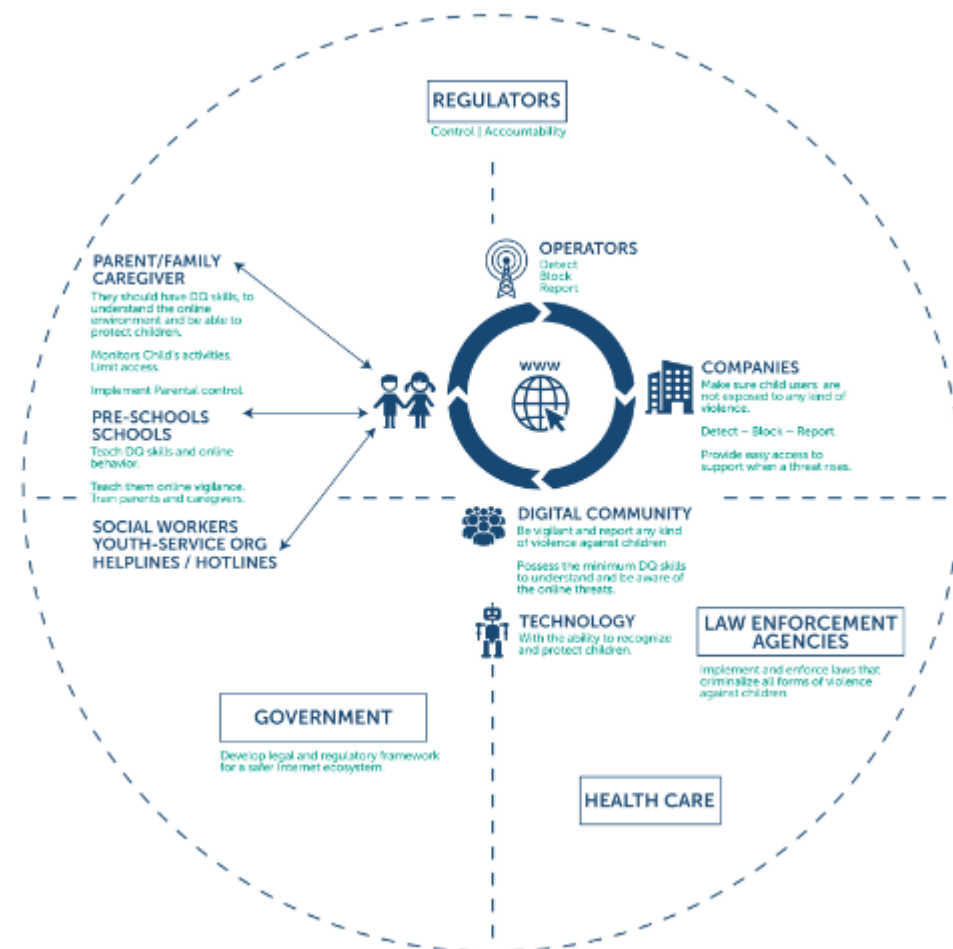 REGULATORS
Control | Accountability
OPERATORS
Detect
Block
Report
PARENT/FAMILY
CAREGIVER
They should have DQ skills, to
understand the online
environment and be able to
protect children.
Monitors Child's activities.
Limit access.
Implement Parental control.
PRE-SCHOOLS
SCHOOLS
Teach DQ skills and online
behavior.
Teach them online vigilance.
Train parents and caregivers.
SOCIAL WORKERS
YOUTH-SERVICE ORG
HELPLINES / HOTLINES
WWW
COMPANIES
Make sure child users are
not exposed to any kind of
violence.
Detect – Block – Report.
Provide easy access to
support when a threat rises.
DIGITAL COMMUNITY
Be vigilant and report any kind
of violence against children.
Possess the minimum DQ skills
to understand and be aware of
the online threats.
TECHNOLOGY
With the ability to recognize
and protect children.
LAW ENFORCEMENT
AGENCIES
Implement and enforce laws that
criminalize all forms of violence
against children.
GOVERNMENT
Develop legal and regulatory framework
for a safer Internet ecosystem.
HEALTH CARE